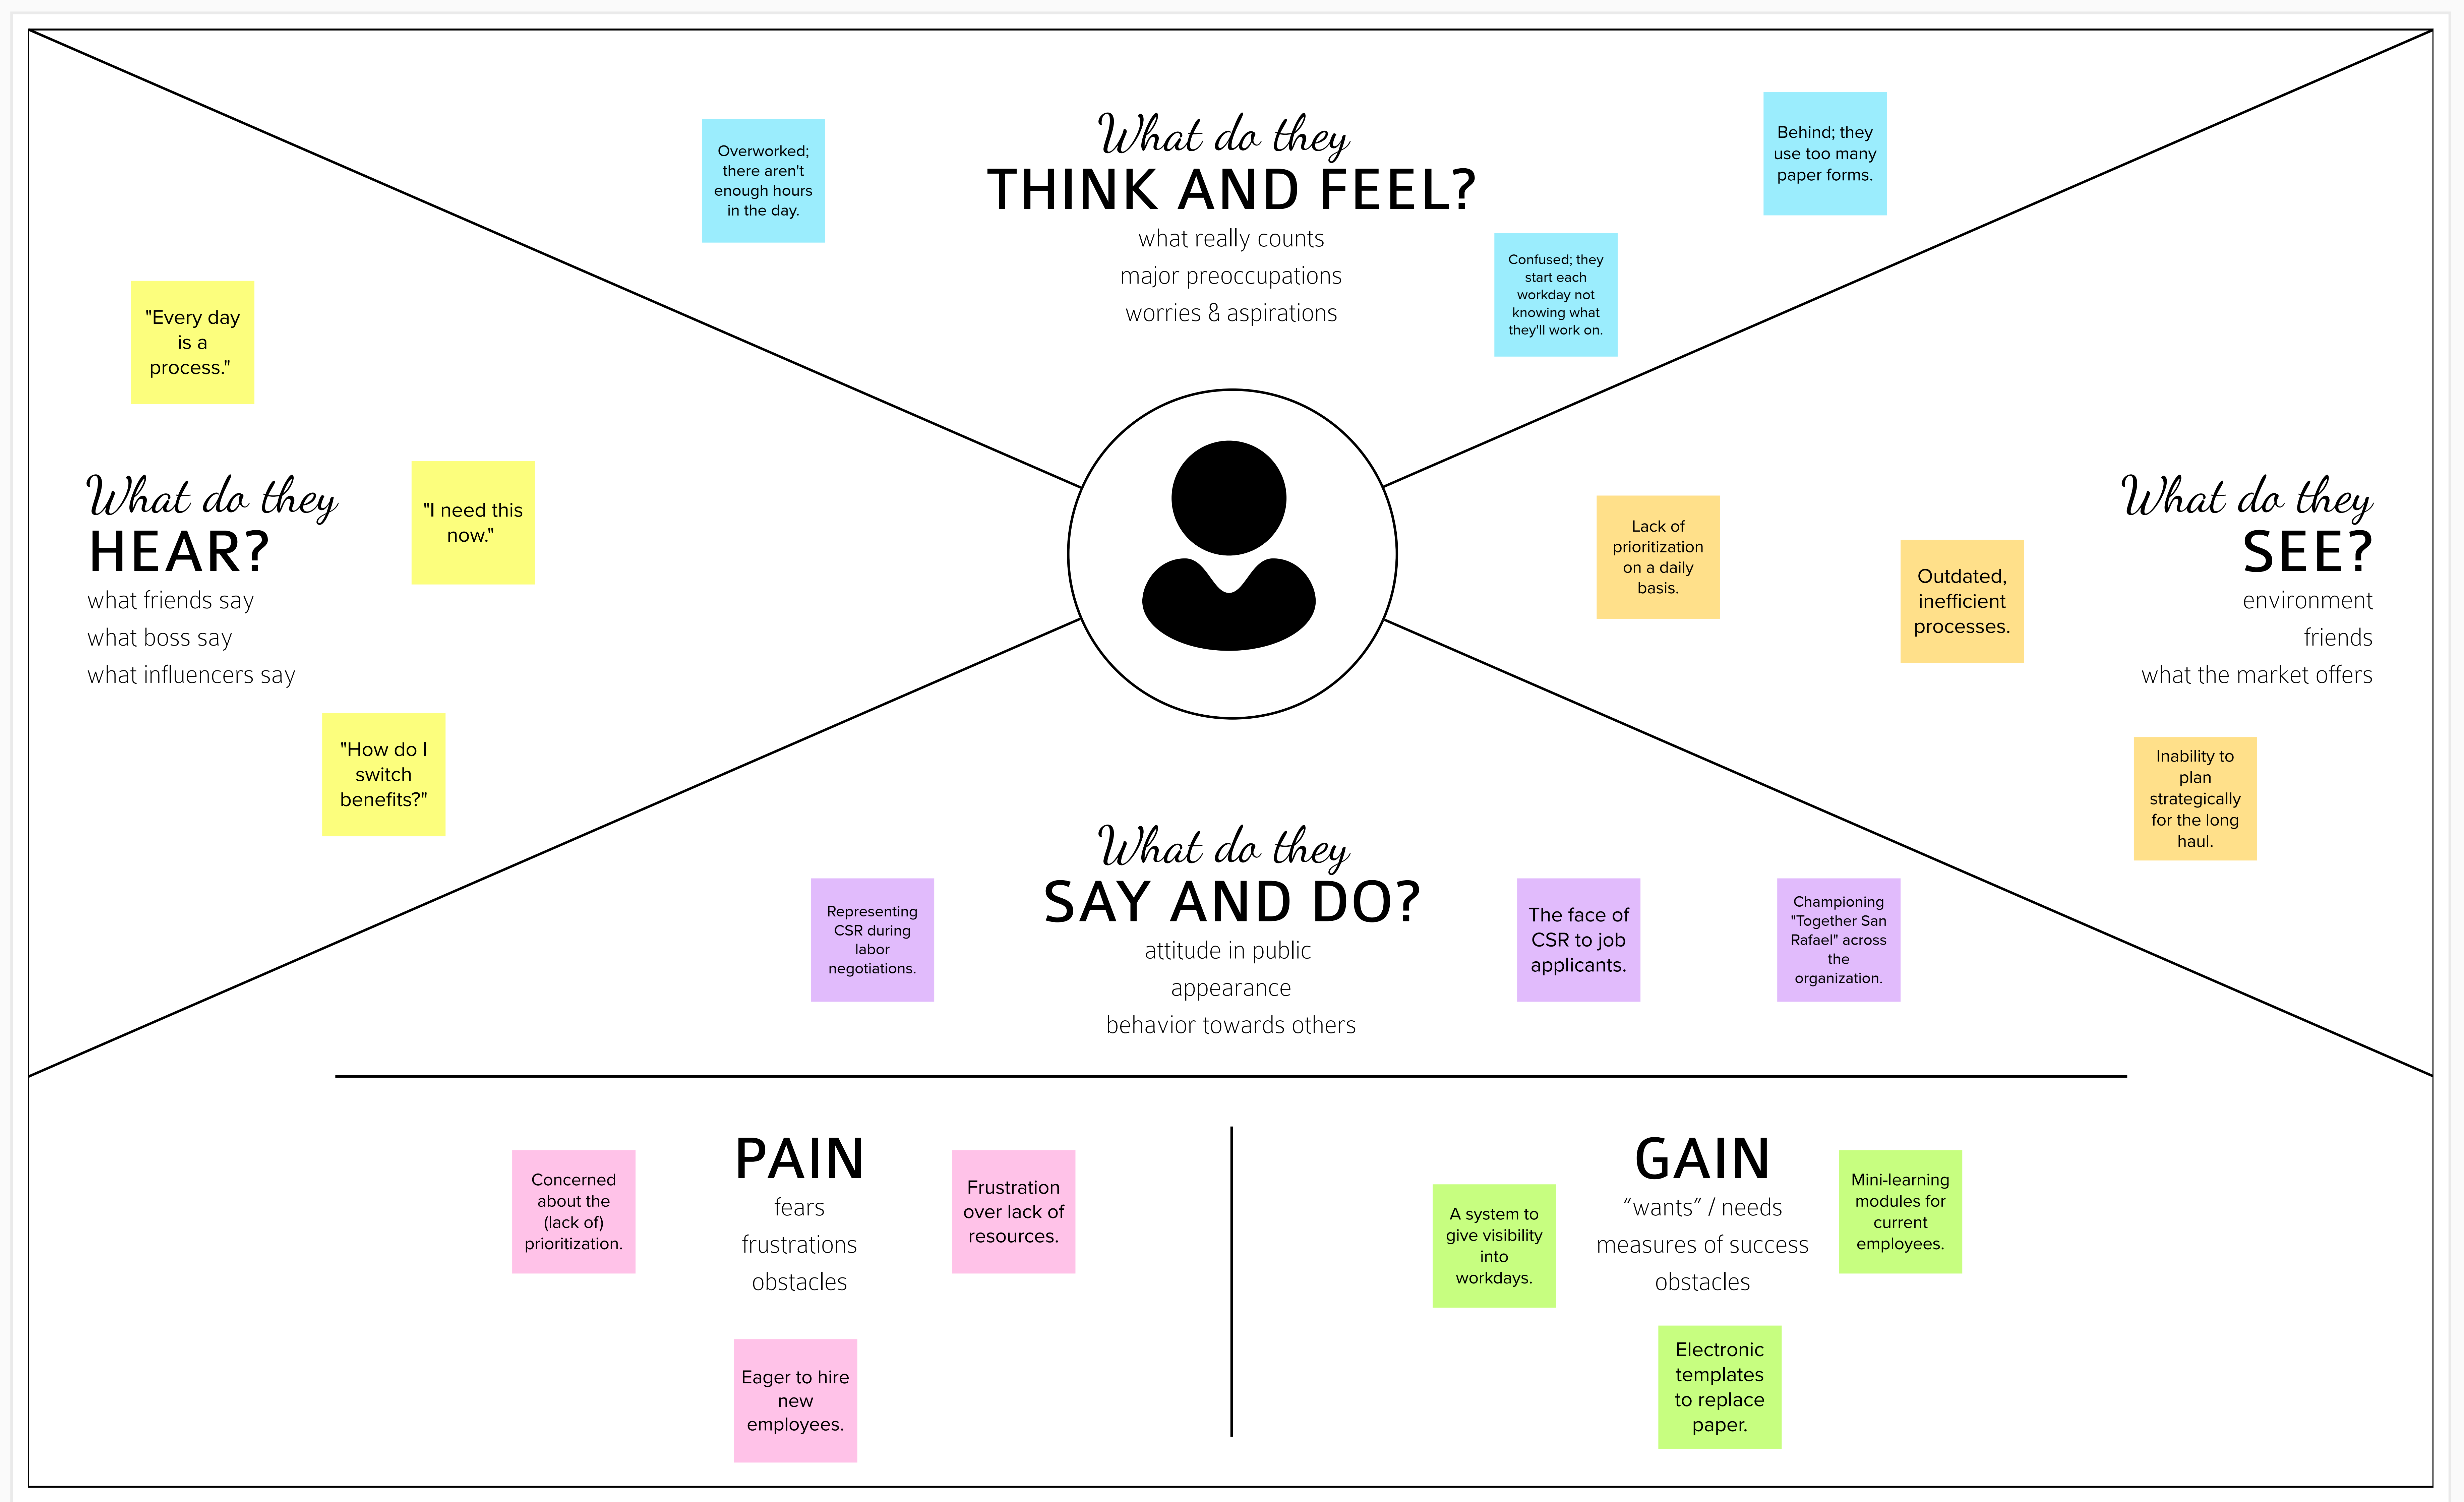 What do they
THINK AND FEEL?
what really counts
major preoccupations
worries & aspirations
Overworked;
there aren't
enough hours
in the day.
Behind; they
use too many
paper forms.
Confused; they
start each
workday not
knowing what
they'll work on.
"Every day
is a
process."
What do they
HEAR?
what friends say
what boss say
what influencers say
"I need this
now."
"How do I
switch
benefits?"
Lack of
prioritization
on a daily
basis.
Outdated,
inefficient
processes.
What do they
SEE?
environment
friends
what the market offers
Inability to
plan
strategically
for the long
haul.
What do they
SAY AND DO?
attitude in public
appearance
behavior towards others
Representing
CSR during
labor
negotiations.
The face of
CSR to job
applicants.
Championing
"Together San
Rafael" across
the
organization.
PAIN
fears
frustrations
obstacles
Concerned
about the
(lack of)
prioritization.
Frustration
over lack of
resources.
Eager to hire
new
employees.
GAIN
“wants” / needs
measures of success
obstacles
A system to
give visibility
into
workdays.
Mini-learning
modules for
current
employees.
Electronic
templates
to replace
paper.